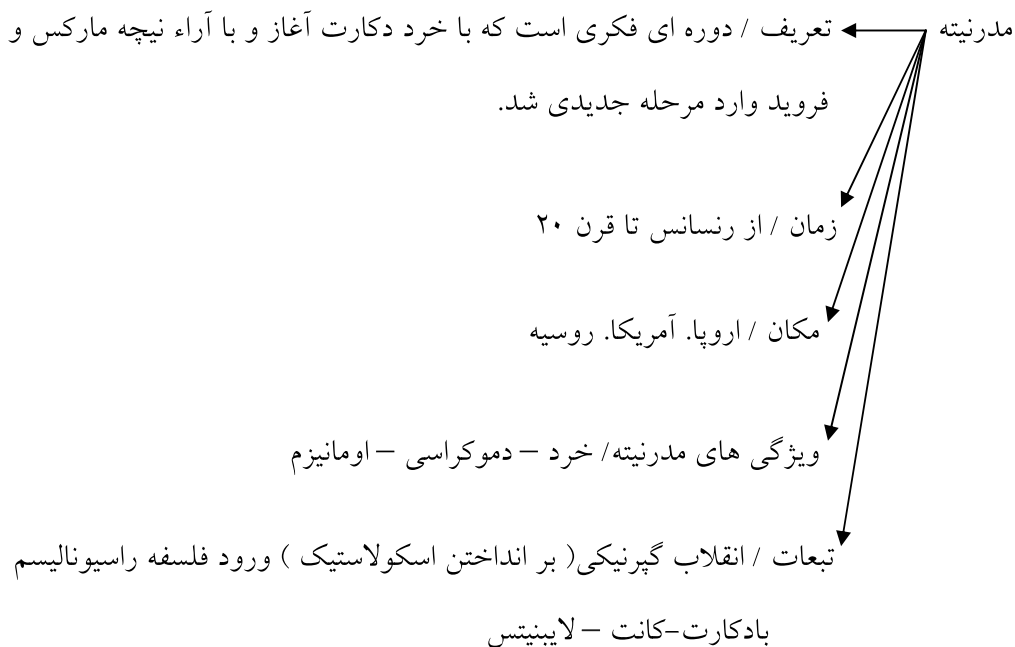 مدرنیته تعریف / دوره ای فکری است که با خرد دکارت آغاز و با آراء نیچه مارکس و
فروید وارد مرحله جدیدی شد.
زمان / از رنسانس تا قرن ۲۰
مکان / اروپا. آمریکا. روسیه
ویژگی های مدرنیته/ خرد – دموکراسی – اومانیزم
تبعات / انقلاب گپرنیکی( بر انداختن اسکولاستیک ) ورود فلسفه راسیونالیسم
بادکارت-کانت – لایبنیتس